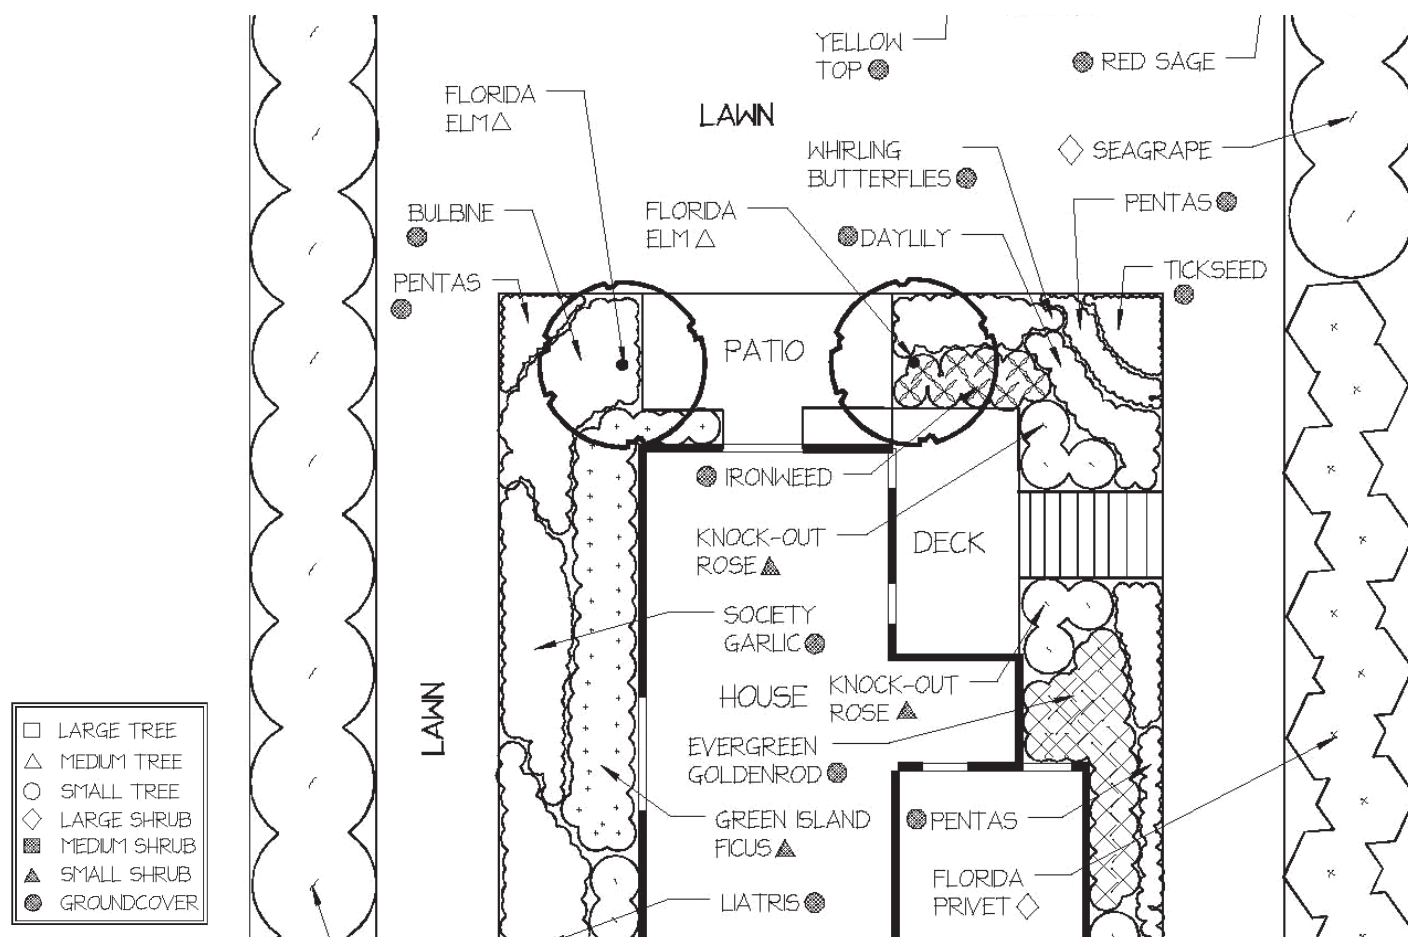 YELLOW
TOP
RED SAGE
FLORIDA
ELM
LAWN
WHIRLING
BUTTERFLIES
SEAGRAPE
BULBINE
FLORIDA
ELM
PENTAS
DAYLILY
PENTAS
TICKSEED
PATIO
IRONWEED
KNOCK-OUT
ROSE
DECK
SOCIETY
GARLIC
HOUSE
KNOCK-OUT
ROSE
LAWN
EVERGREEN
GOLDENROD
GREEN ISLAND
FICUS
PENTAS
FLORIDA
PRIVET
LIATRIS
LARGE TREE
MEDIUM TREE
SMALL TREE
LARGE SHRUB
MEDIUM SHRUB
SMALL SHRUB
GROUNDCOVER